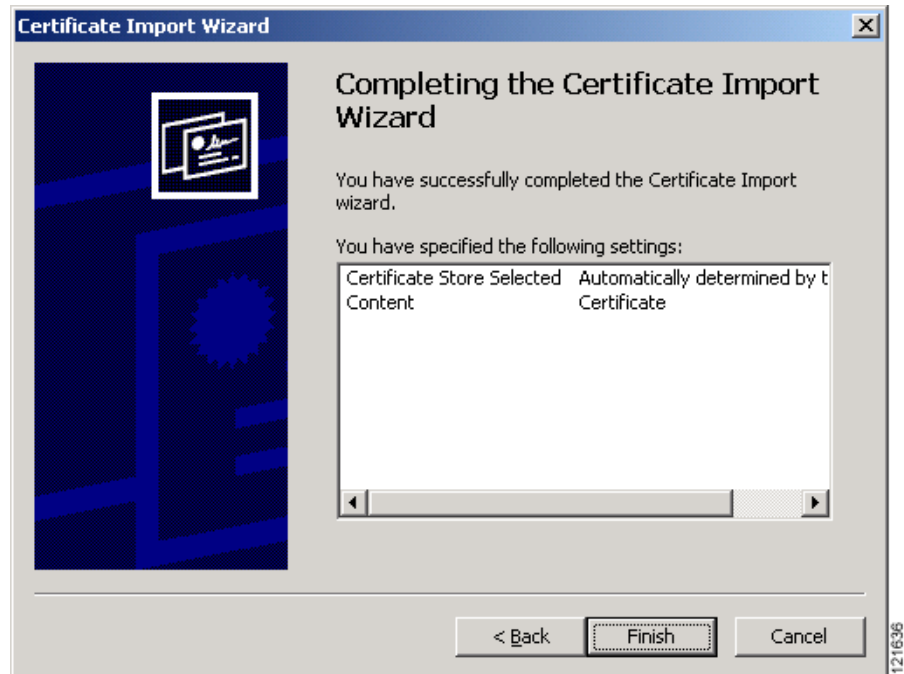 Certificate Import Wizard
Completing the Certificate Import
Wizard
You have successfully completed the Certificate Import
wizard.
You have specified the following settings:
Certificate Store Selected Automatically determined by t
Content Certificate
< Back Finish Cancel
121636